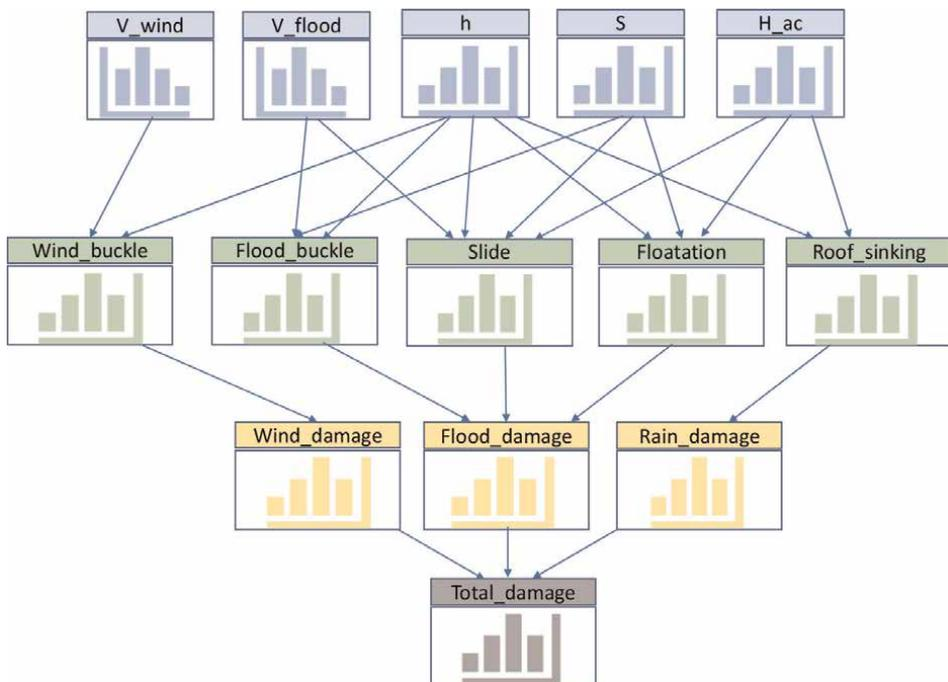 V_wind
V_flood
h
S
H_ac
Wind_buckle
Flood_buckle
Slide
Floatation
Roof_sinking
Wind_damage
Flood_damage
Rain_damage
Total_damage